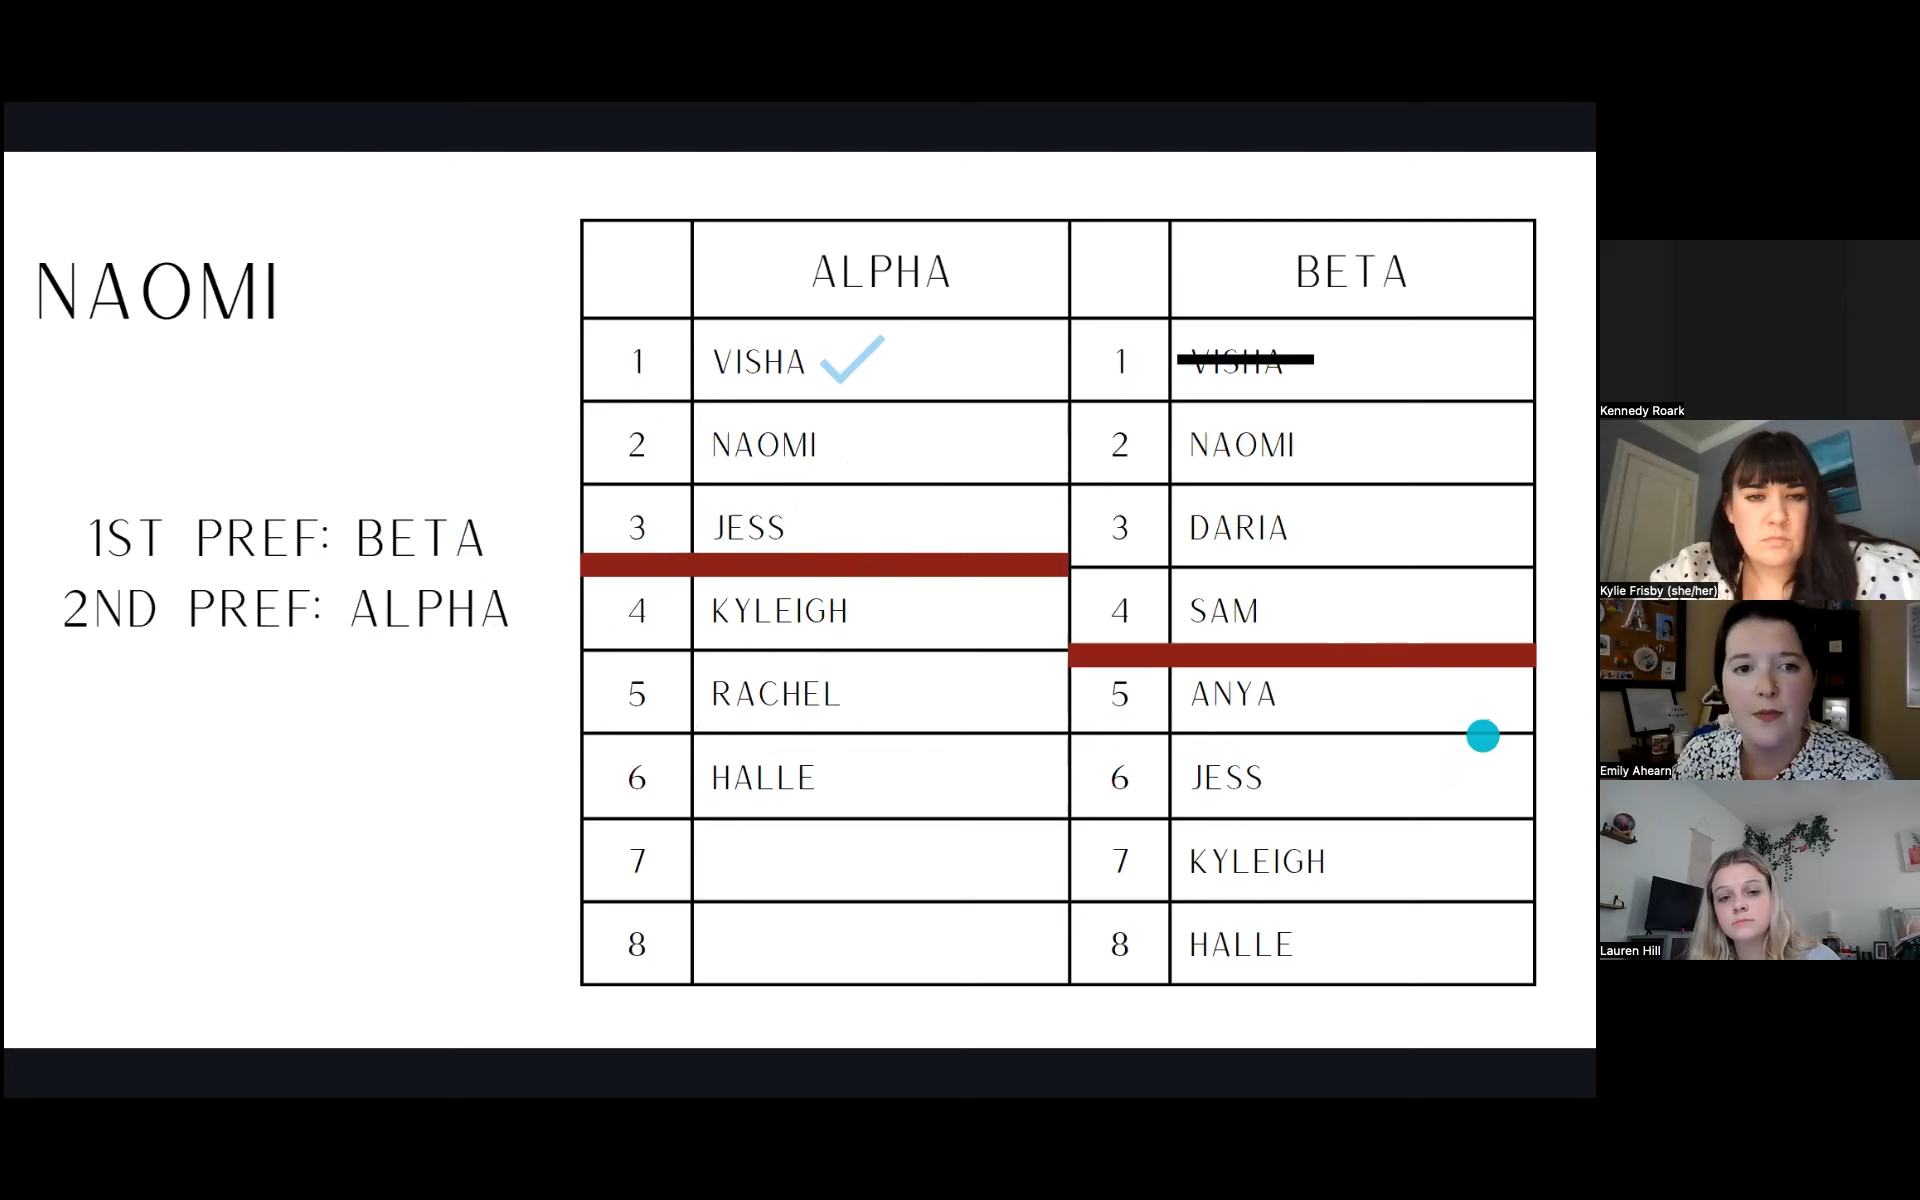 NAOMI
1ST PREF: BETA
2ND PREF: ALPHA
ALPHA BETA
1 VISHA 1 VISHA
2 NAOMI 2 NAOMI
3 JESS 3 DARIA
4 KYLEIGH 4 SAM
5 RACHEL 5 ANYA
6 HALLE 6 JESS
7 7 KYLEIGH
8 8 HALLE
Kennedy Roark
Kylie Frisby (she/her)
Emily Ahearn
Lauren Hill